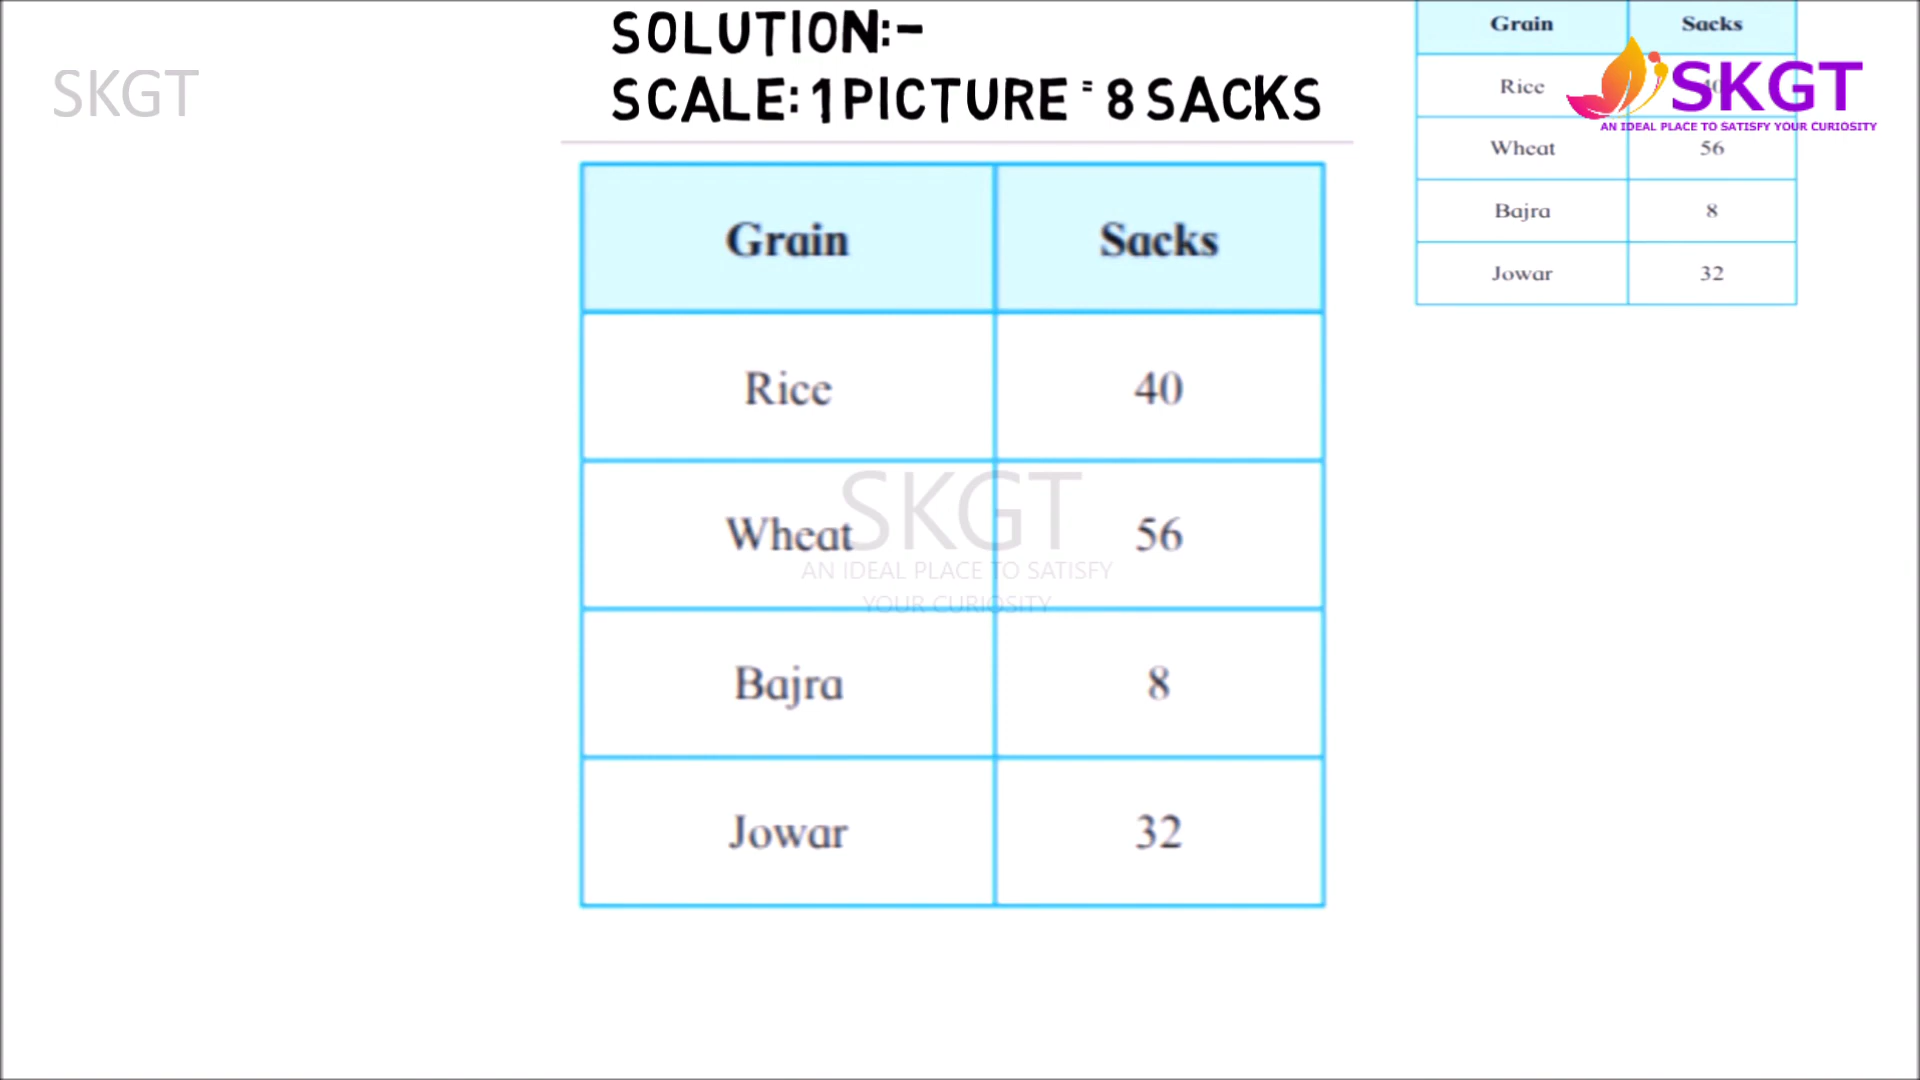 SOLUTION:-
SCALE: 1 PICTURE = 8 SACKS
SKGT
Grain Sacks
Rice 40
Wheat 56
Bajra 8
Jowar 32
SKGT
AN IDEAL PLACE TO SATISFY
YOUR CURIOSITY
Grain Sacks
Rice
Wheat 56
Bajra 8
Jowar 32
SKGT
AN IDEAL PLACE TO SATISFY YOUR CURIOSITY